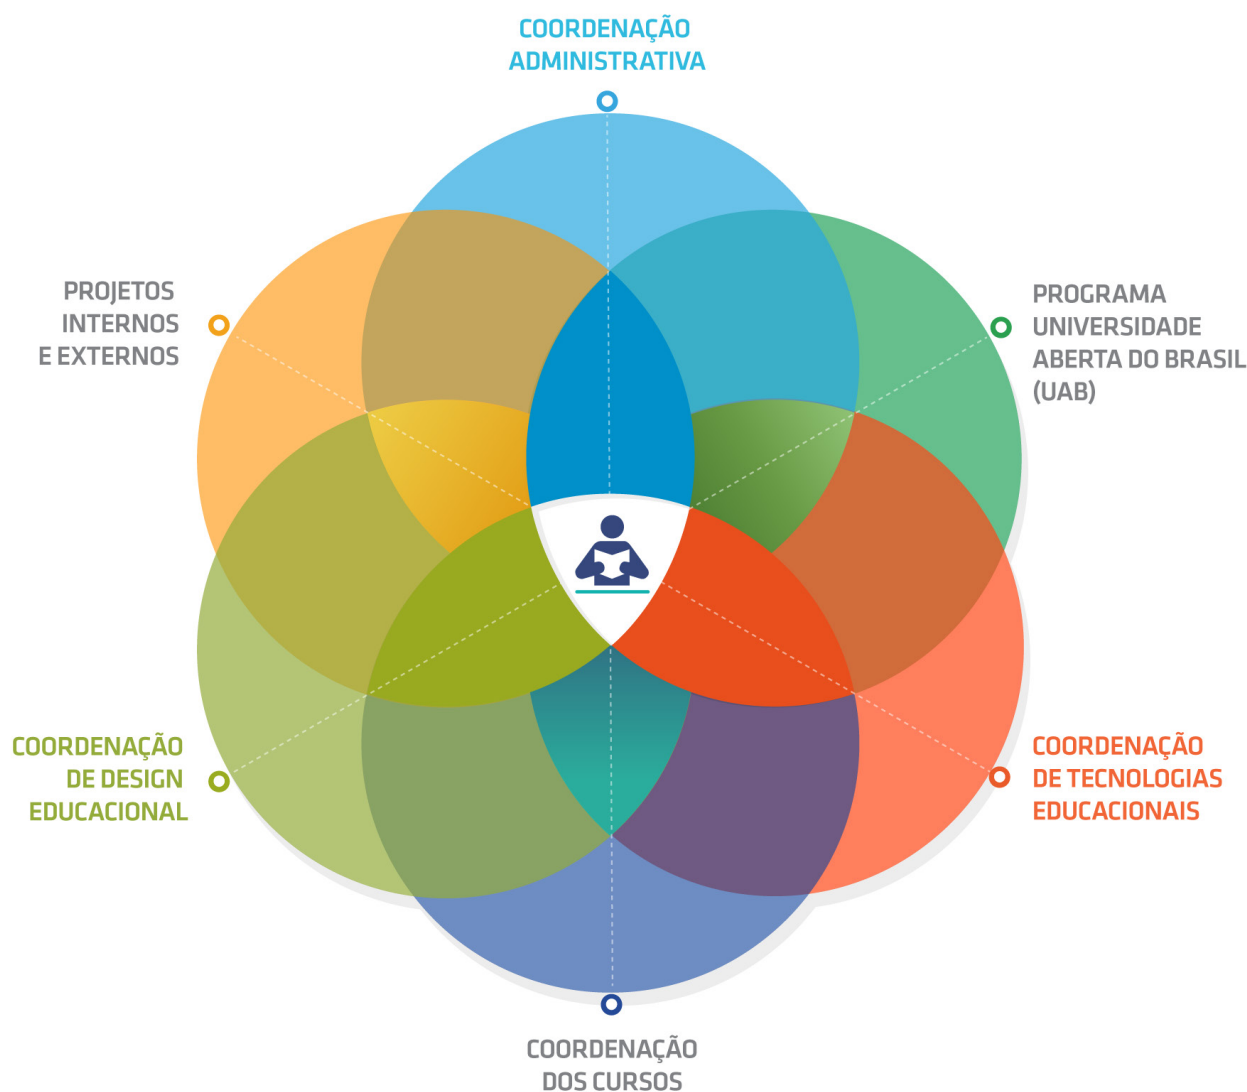 COORDENAÇÃO
ADMINISTRATIVA
PROJETOS
INTERNOS
E EXTERNOS
PROGRAMA
UNIVERSIDADE
ABERTA DO BRASIL
(UAB)
COORDENAÇÃO
DE DESIGN
EDUCACIONAL
COORDENAÇÃO
DE TECNOLOGIAS
EDUCACIONAIS
COORDENAÇÃO
DOS CURSOS